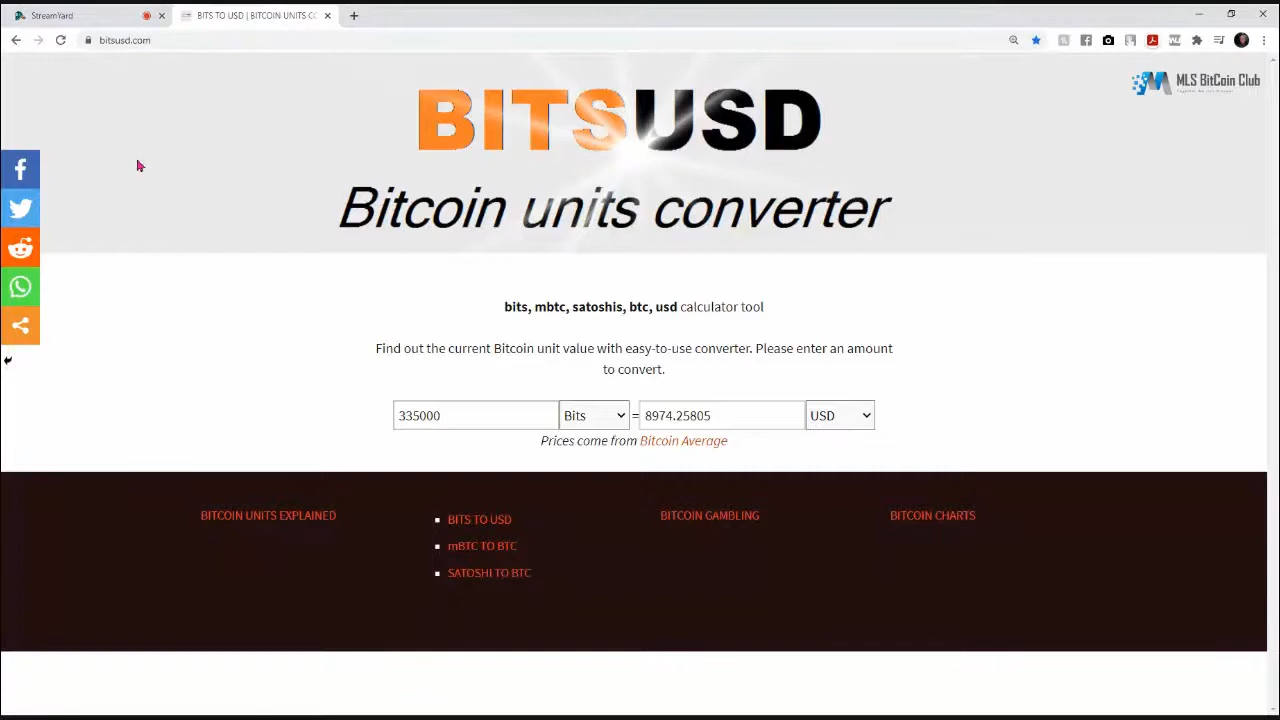 StreamYard
BITS TO USD | BITCOIN UNITS CO
bitsusd.com
MLS BitCoin Club
BITSUSD
Bitcoin units converter
bits, mbtc, satoshis, btc, usd calculator tool
Find out the current Bitcoin unit value with easy-to-use converter. Please enter an amount
to convert.
335000 Bits = 8974.25805 USD
Prices come from Bitcoin Average
BITCOIN UNITS EXPLAINED
BITS TO USD
mBTC TO BTC
SATOSHI TO BTC
BITCOIN GAMBLING
BITCOIN CHARTS